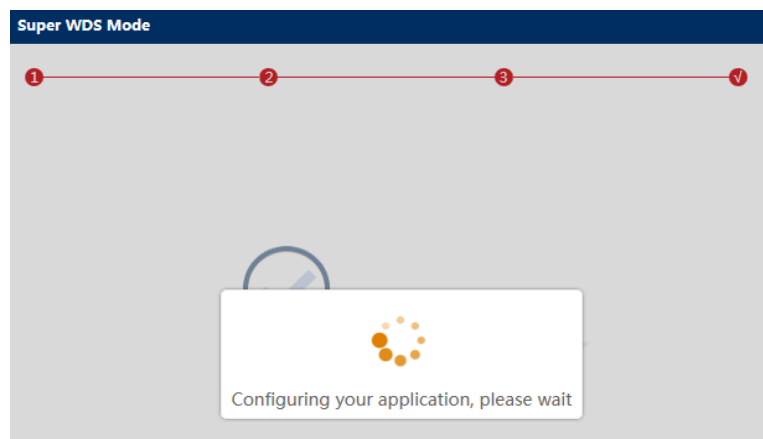 Super WDS Mode
1 2 3 √
Configuring your application, please wait